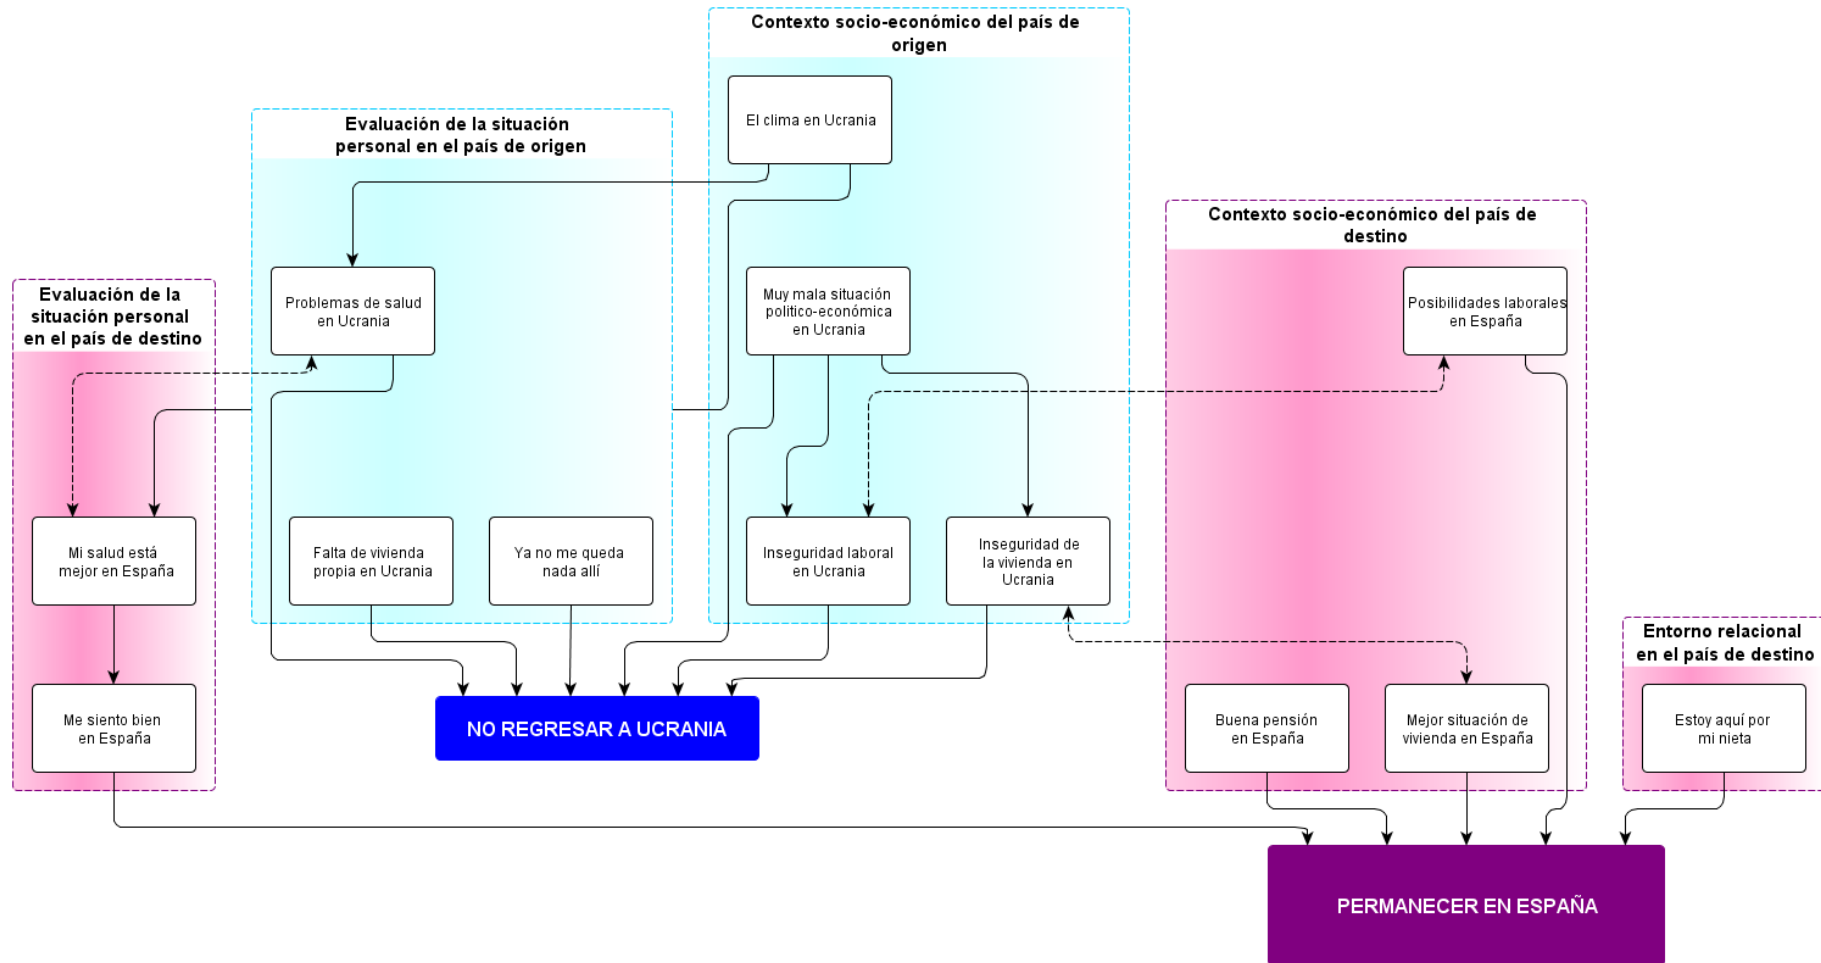 Contexto socio-económico del país de
origen
El clima en Ucrania
Evaluación de la situación
personal en el país de origen
Contexto socio-económico del país de
destino
Evaluación de la
situación personal
en el país de destino
Problemas de salud
en Ucrania
Muy mala situación
politico-económica
en Ucrania
Posibilidades laborales
en España
Mi salud está
mejor en España
Falta de vivienda
propia en Ucrania
Ya no me queda
nada allí
Inseguridad laboral
en Ucrania
Inseguridad de
la vivienda en
Ucrania
Entorno relacional
en el país de destino
Me siento bien
en España
NO REGRESAR A UCRANIA
Buena pensión
en España
Mejor situación de
vivienda en España
Estoy aquí por
mi nieta
PERMANECER EN ESPAÑA